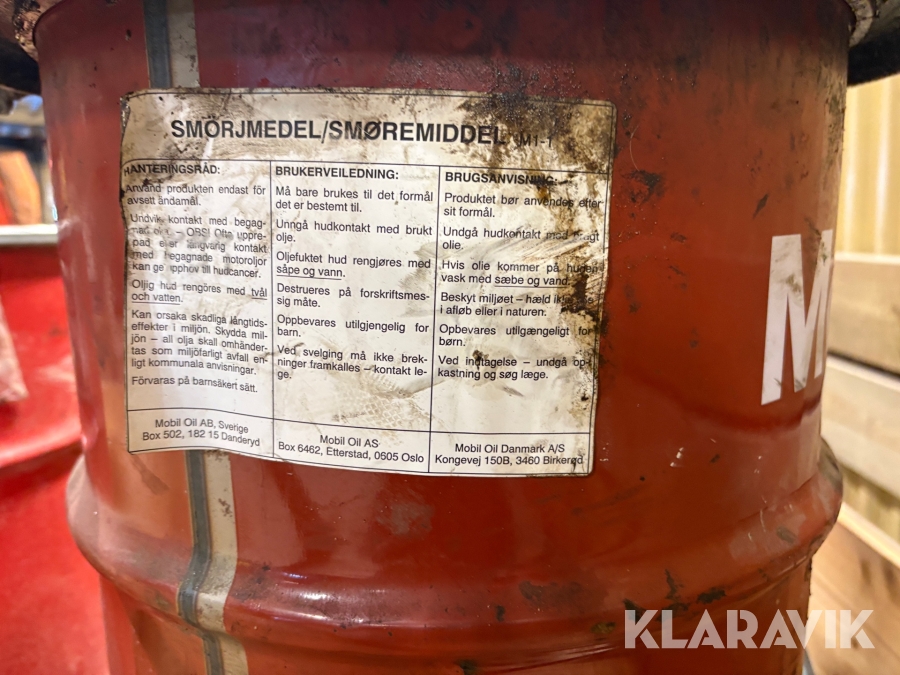 SMÖRJMEDEL/SMØREMIDDEL M1-1
HANTERINGSRÅD:
Använd produkten endast för
avsett ändamål.
Undvik kontakt med begag-
OBS! Ofta uppre-
pad eller långvarig kontakt
med begagnade motoroljor
kan ge upphov till hudcancer.
Oljig hud rengöres med tvål
och vatten.
Kan orsaka skadliga långtids-
effekter i miljön. Skydda mil-
jön – all olja skall omhänder-
tas som miljöfarligt avfall en-
ligt kommunala anvisningar.
Förvaras på barnsäkert sätt.
Mobil Oil AB, Sverige
Box 502, 182 15 Danderyd
BRUKERVEILEDNING:
Må bare brukes til det formål
det er bestemt til.
Unngå hudkontakt med brukt
olje.
Oljefuktet hud rengjøres med
såpe og vann.
Destrueres på forskriftsmes-
sig måte.
Oppbevares utilgjengelig for
barn.
Ved svelging må ikke brek-
ninger framkalles – kontakt le-
ge.
Mobil Oil AS
Box 6462, Etterstad, 0605 Oslo
BRUGSANVISNING:
Produktet bør anvendes efter
sit formål.
Undgå hudkontakt med brugt
olie.
Hvis olie kommer på huden
vask med sæbe og vand.
Beskyt miljøet – hæld ikke
i afløb eller i naturen.
Opbevares utilgængeligt for
børn.
Ved indtagelse – undgå op-
kastning og søg læge.
Mobil Oil Danmark A/S
Kongevej 150B, 3460 Birkerød
M
KLARAVIK